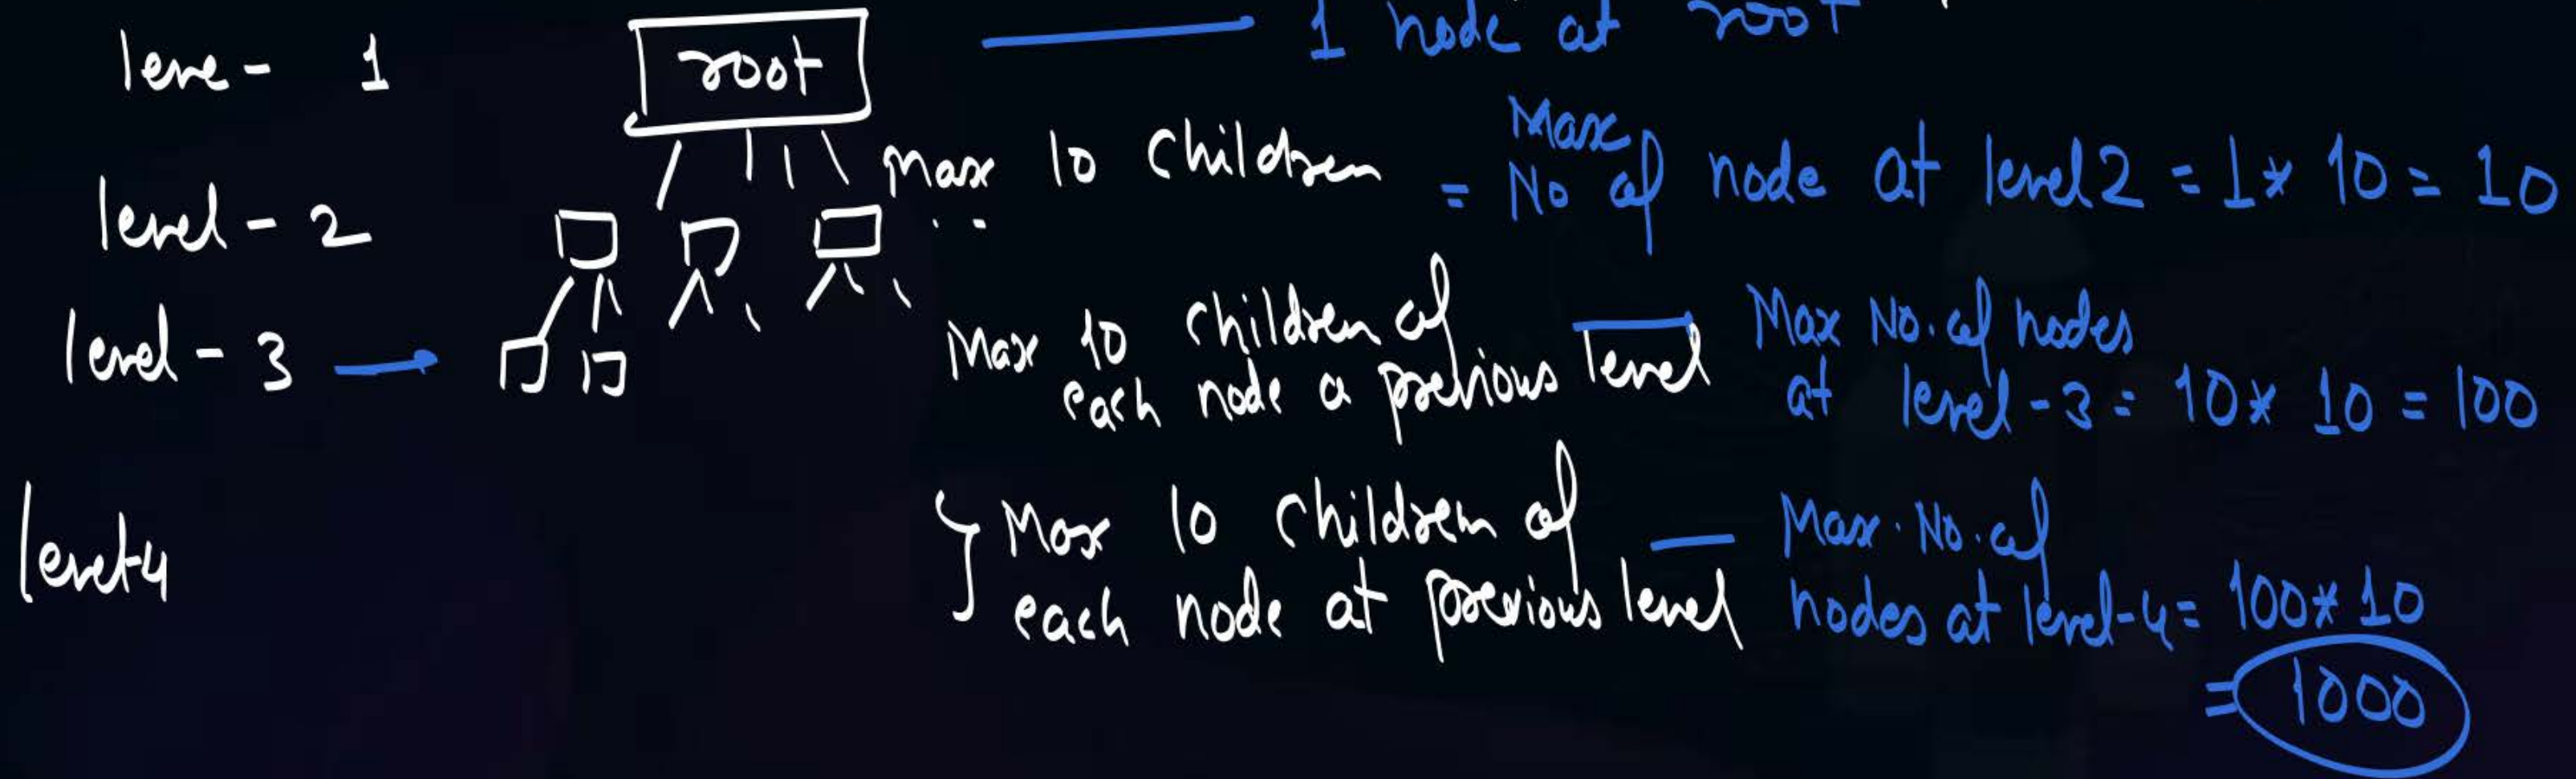 leve - 1
root
1 node at root
level - 2
Max 10 Children
= Max No of node at level 2 = 1 * 10 = 10
level - 3
Max 10 children of
each node a previous level
Max No. of nodes
at level - 3 = 10 * 10 = 100
level-4
Max 10 children of
each node at previous level
Max. No. of
nodes at level-4 = 100 * 10
= 1000